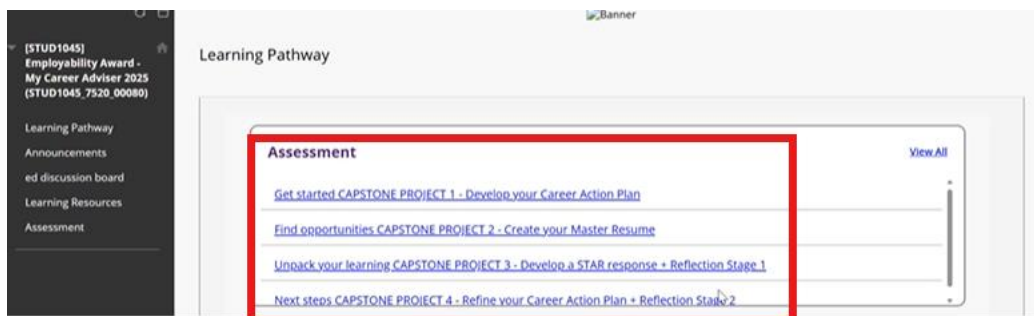 Banner
[STUD1045]
Employability Award -
My Career Adviser 2025
(STUD1045_7520_00080)
Learning Pathway
Announcements
ed discussion board
Learning Resources
Assessment
Learning Pathway
Assessment
View All
Get started CAPSTONE PROJECT 1 - Develop your Career Action Plan
Find opportunities CAPSTONE PROJECT 2 - Create your Master Resume
Unpack your learning CAPSTONE PROJECT 3 - Develop a STAR response + Reflection Stage 1
Next steps CAPSTONE PROJECT 4 - Refine your Career Action Plan + Reflection Stage 2